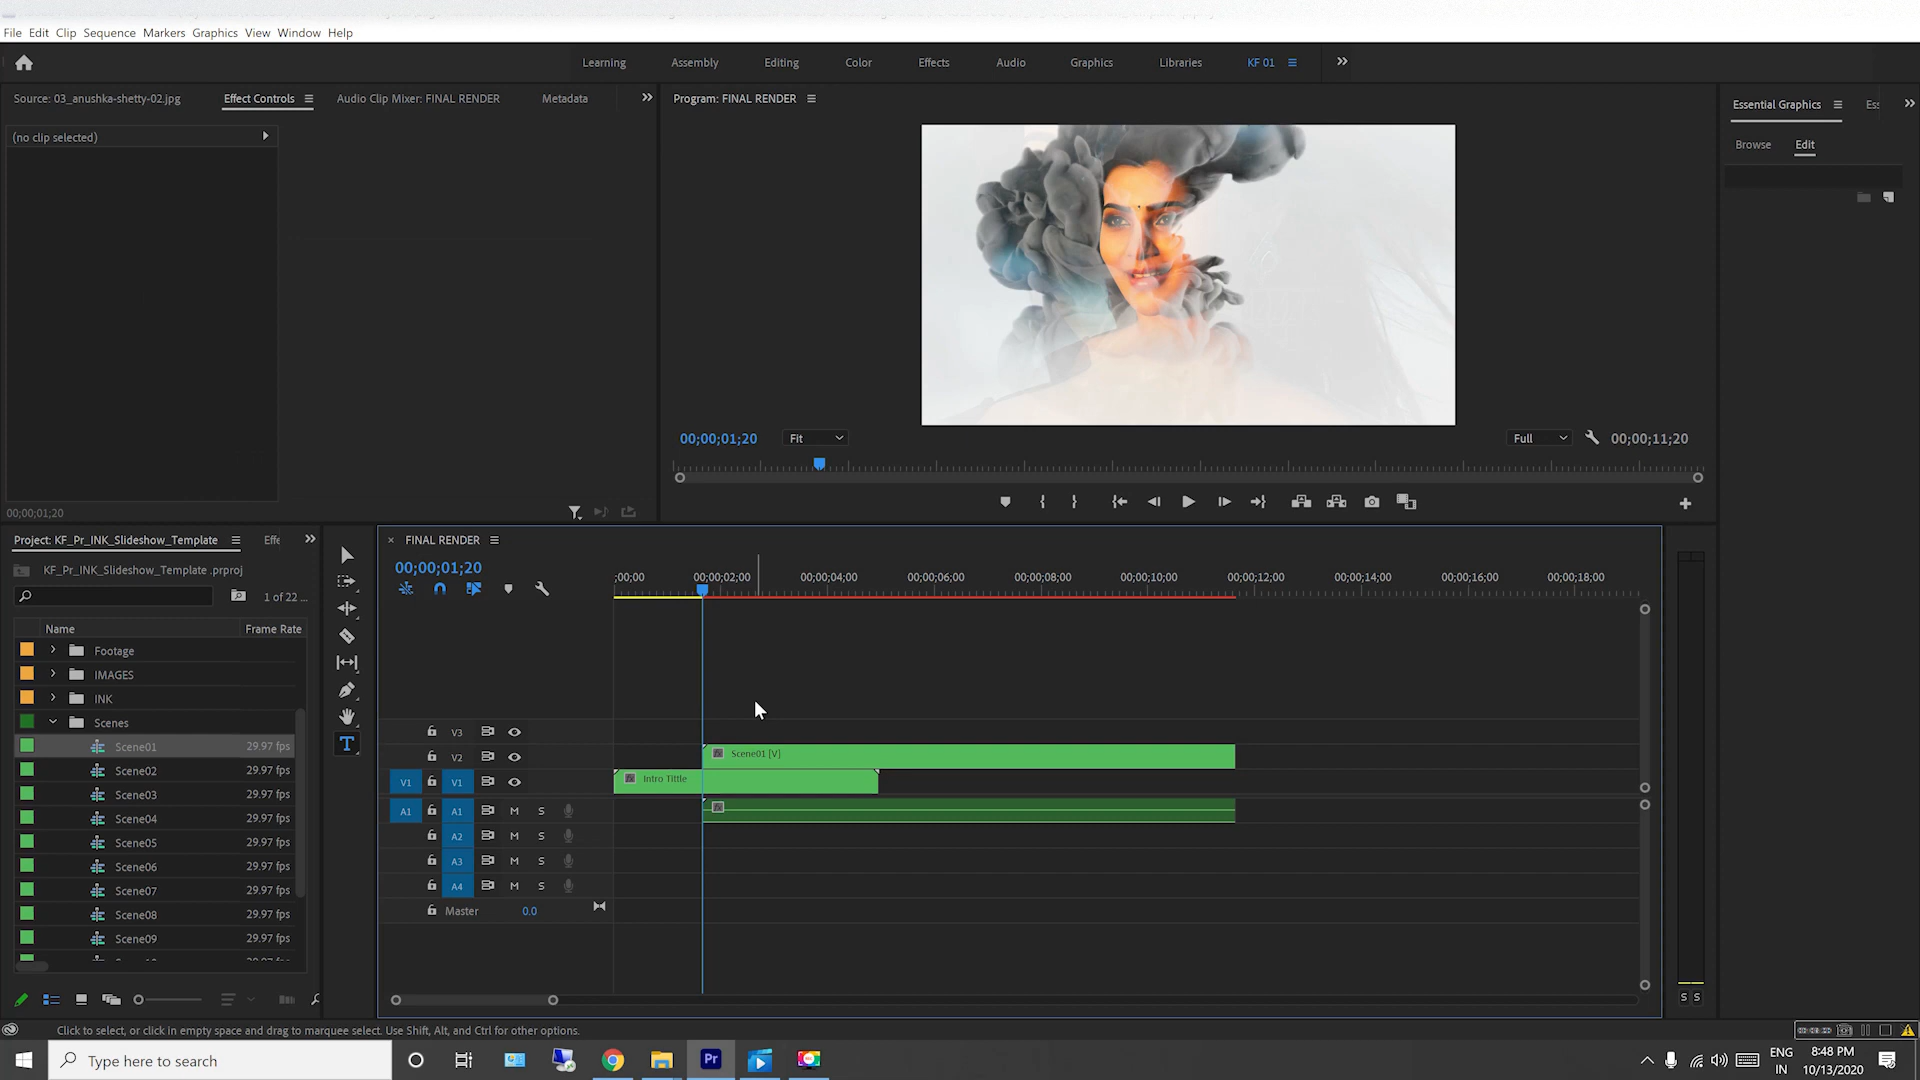 File Edit Clip Sequence Markers Graphics View Window Help
Learning Assembly Editing Color Effects Audio Graphics Libraries KF 01
Source: 03_anushka-shetty-02.jpg Effect Controls Audio Clip Mixer: FINAL RENDER Metadata
Program: FINAL RENDER
Essential Graphics Es
(no clip selected)
Browse Edit
00;00;01;20 Fit Full 00;00;11;20
00;00;01;20
Project: KF_Pr_INK_Slideshow_Template Effe
FINAL RENDER
KF_Pr_INK_Slideshow_Template .prproj
00;00;01;20
;00;00 00;00;02;00 00;00;04;00 00;00;06;00 00;00;08;00 00;00;10;00 00;00;12;00 00;00;14;00 00;00;16;00 00;00;18;00
1 of 22 ...
Name Frame Rate
Footage
IMAGES
INK
Scenes
Scene01 29.97 fps
Scene02 29.97 fps
Scene03 29.97 fps
Scene04 29.97 fps
Scene05 29.97 fps
Scene06 29.97 fps
Scene07 29.97 fps
Scene08 29.97 fps
Scene09 29.97 fps
V3
V2 Scene01 [V]
V1 V1 Intro Tittle
A1 A1 M S
A2 M S
A3 M S
A4 M S
Master 0.0
S S
Click to select, or click in empty space and drag to marquee select. Use Shift, Alt, and Ctrl for other options.
Type here to search
Pr
ENG
IN
8:48 PM
10/13/2020